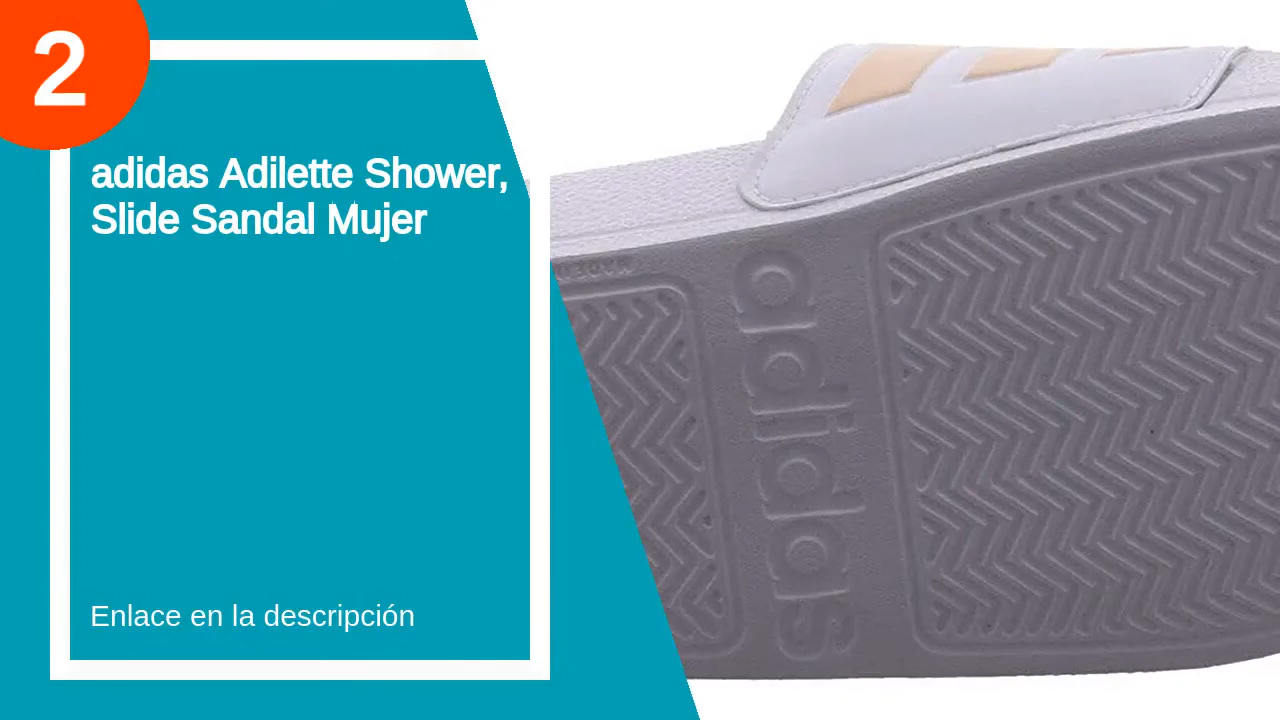 2
adidas Adilette Shower,
Slide Sandal Mujer
Enlace en la descripción
adidas